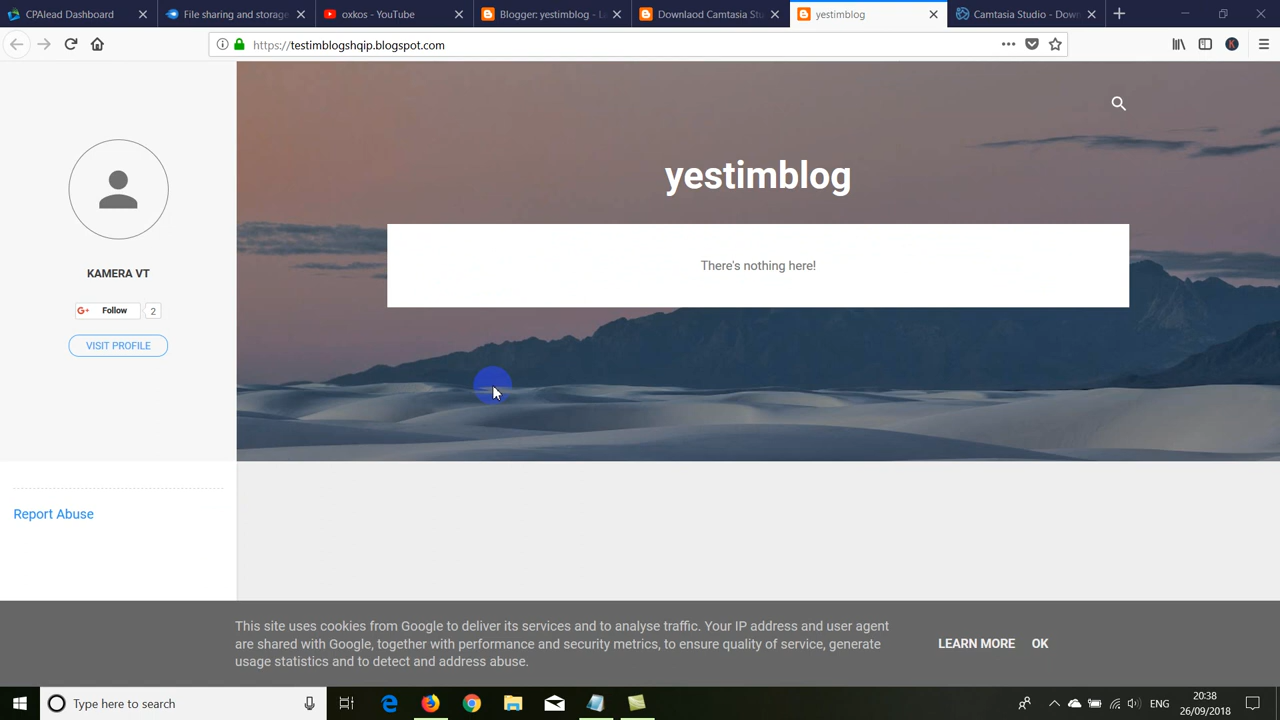 CPAlead Dashboard
File sharing and storage
oxkos - YouTube
Blogger: yestimblog - L
Downlaod Camtasia Stu
yestimblog
Camtasia Studio - Down
https://testimblogshqip.blogspot.com
K
yestimblog
There's nothing here!
KAMERA VT
G+ Follow 2
VISIT PROFILE
Report Abuse
This site uses cookies from Google to deliver its services and to analyse traffic. Your IP address and user agent
are shared with Google, together with performance and security metrics, to ensure quality of service, generate
usage statistics and to detect and address abuse.
LEARN MORE OK
Type here to search
ENG
20:38
26/09/2018